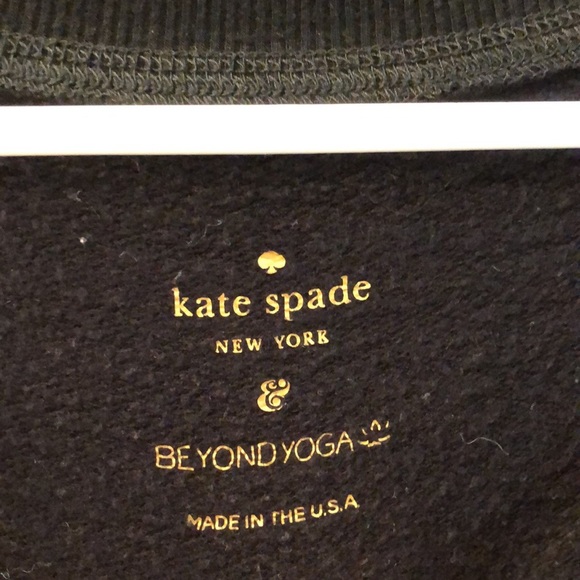 kate spade
NEW YORK
&
BEYOND YOGA
MADE IN THE U.S.A